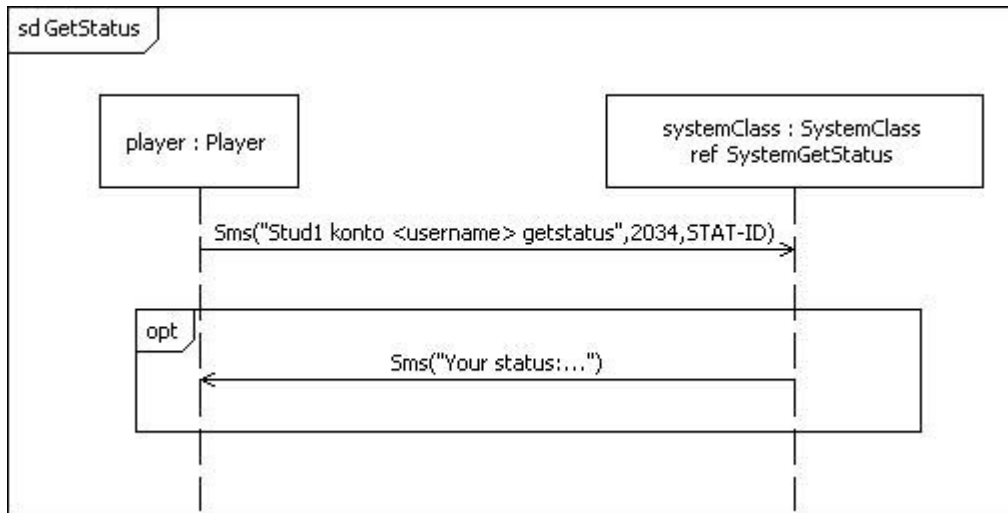 sd GetStatus
player : Player
systemClass : SystemClass
ref SystemGetStatus
Sms("Stud1 konto <username> getstatus",2034,STAT-ID)
opt
Sms("Your status:...")